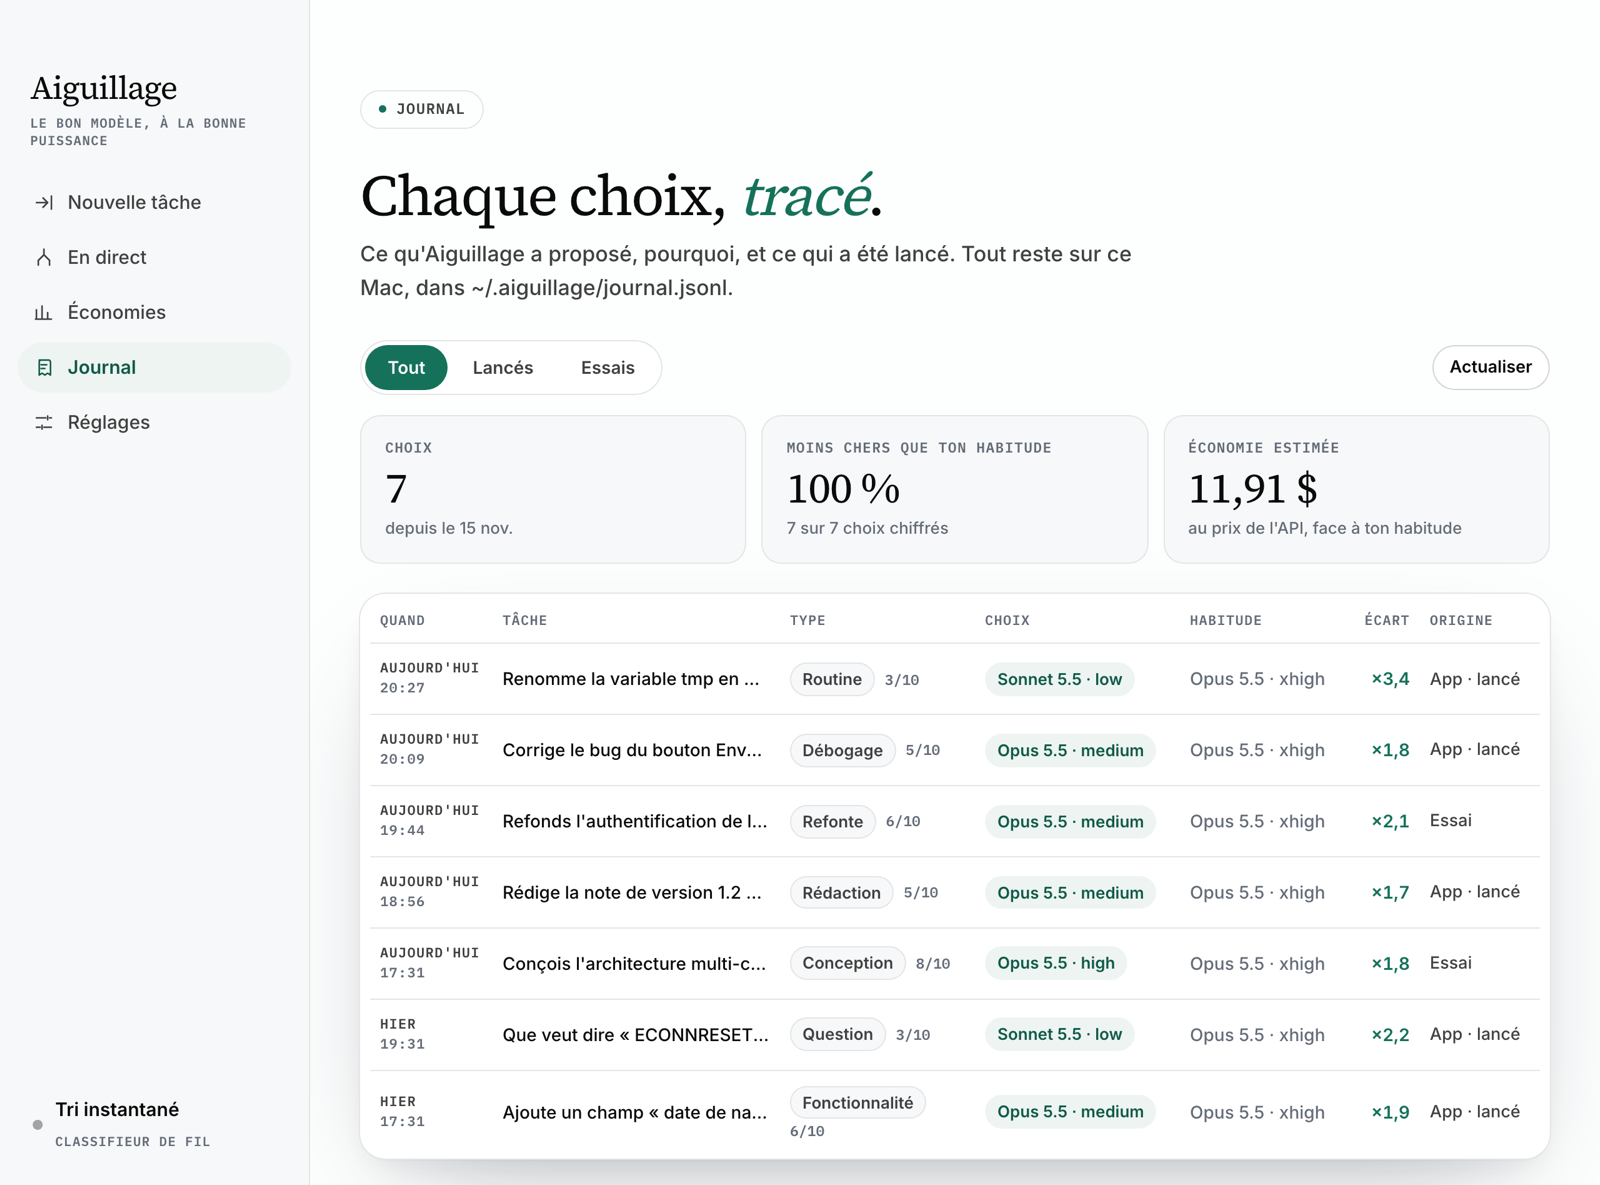 Aiguillage
LE BON MODÈLE, À LA BONNE
PUISSANCE
Nouvelle tâche
En direct
Économies
Journal
Réglages
Tri instantané
CLASSIFIEUR DE FIL
JOURNAL
Chaque choix, tracé.
Ce qu'Aiguillage a proposé, pourquoi, et ce qui a été lancé. Tout reste sur ce
Mac, dans ~/.aiguillage/journal.jsonl.
Tout Lancés Essais Actualiser
CHOIX
7
depuis le 15 nov.
MOINS CHERS QUE TON HABITUDE
100 %
7 sur 7 choix chiffrés
ÉCONOMIE ESTIMÉE
11,91 $
au prix de l'API, face à ton habitude
QUAND TÂCHE TYPE CHOIX HABITUDE ÉCART ORIGINE
AUJOURD'HUI
20:27
Renomme la variable tmp en … Routine 3/10 Sonnet 5.5 · low Opus 5.5 · xhigh ×3,4 App · lancé
AUJOURD'HUI
20:09
Corrige le bug du bouton Env… Débogage 5/10 Opus 5.5 · medium Opus 5.5 · xhigh ×1,8 App · lancé
AUJOURD'HUI
19:44
Refonds l'authentification de l… Refonte 6/10 Opus 5.5 · medium Opus 5.5 · xhigh ×2,1 Essai
AUJOURD'HUI
18:56
Rédige la note de version 1.2 … Rédaction 5/10 Opus 5.5 · medium Opus 5.5 · xhigh ×1,7 App · lancé
AUJOURD'HUI
17:31
Conçois l'architecture multi-c… Conception 8/10 Opus 5.5 · high Opus 5.5 · xhigh ×1,8 Essai
HIER
19:31
Que veut dire « ECONNRESET… Question 3/10 Sonnet 5.5 · low Opus 5.5 · xhigh ×2,2 App · lancé
HIER
17:31
Ajoute un champ « date de na… Fonctionnalité 6/10 Opus 5.5 · medium Opus 5.5 · xhigh ×1,9 App · lancé